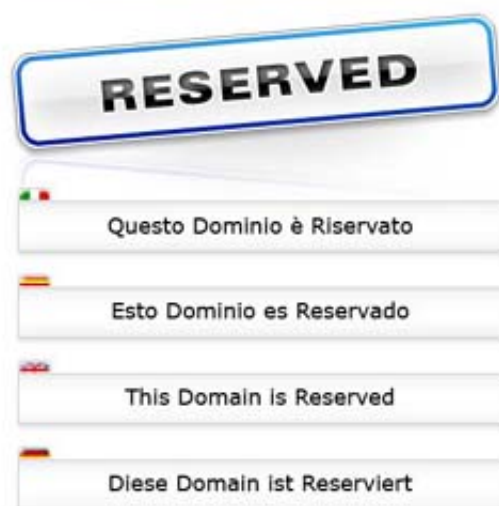 RESERVED
Questo Dominio è Riservato
Esto Dominio es Reservado
This Domain is Reserved
Diese Domain ist Reserviert